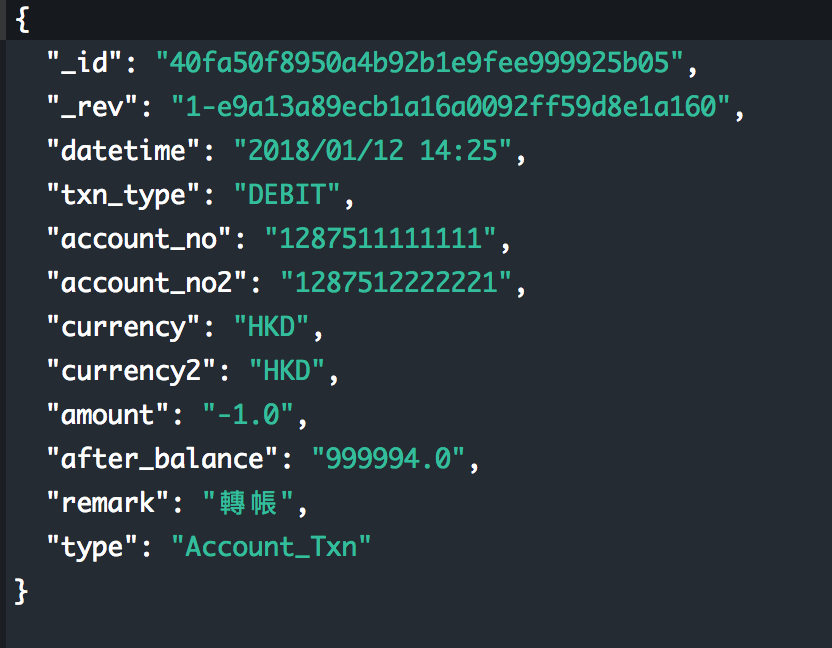 {
"_id": "40fa50f8950a4b92b1e9fee999925b05",
"_rev": "1-e9a13a89ecb1a16a0092ff59d8e1a160",
"datetime": "2018/01/12 14:25",
"txn_type": "DEBIT",
"account_no": "1287511111111",
"account_no2": "1287512222221",
"currency": "HKD",
"currency2": "HKD",
"amount": "-1.0",
"after_balance": "999994.0",
"remark": "轉帳",
"type": "Account_Txn"
}